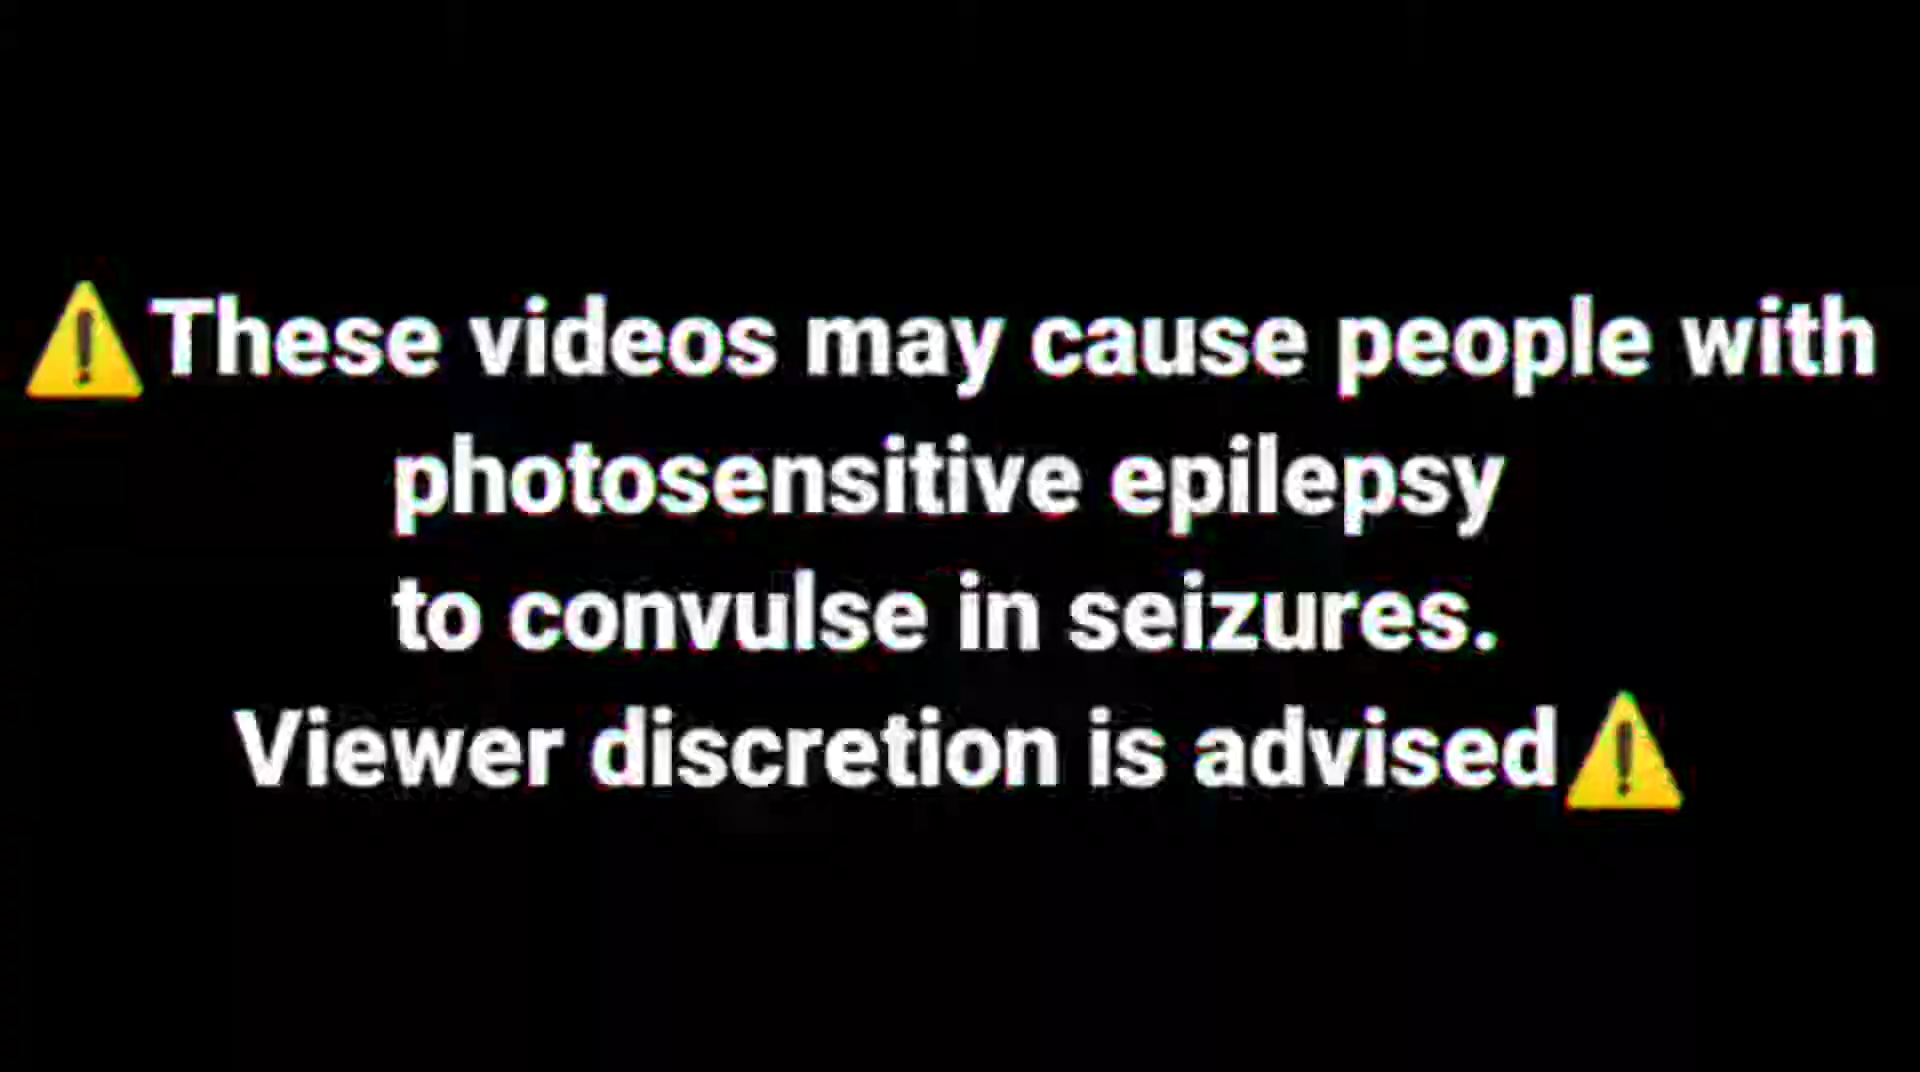 ⚠️These videos may cause people with
photosensitive epilepsy
to convulse in seizures.
Viewer discretion is advised⚠️